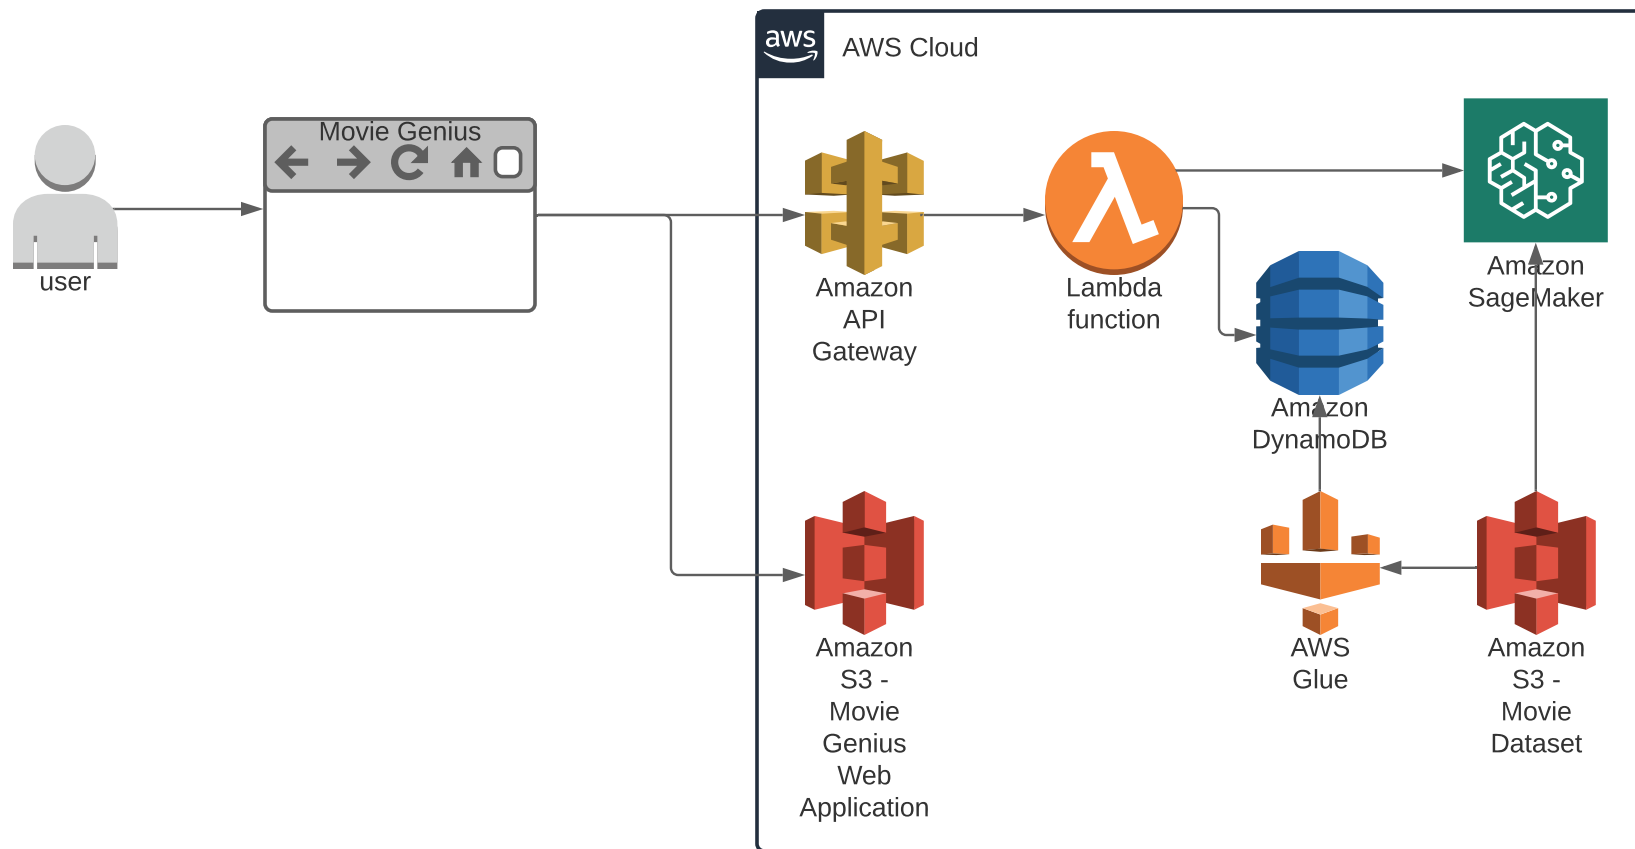 aws
AWS Cloud
Movie Genius
user
Amazon
API
Gateway
Lambda
function
Amazon
SageMaker
Amazon
DynamoDB
Amazon
S3 -
Movie
Genius
Web
Application
AWS
Glue
Amazon
S3 -
Movie
Dataset